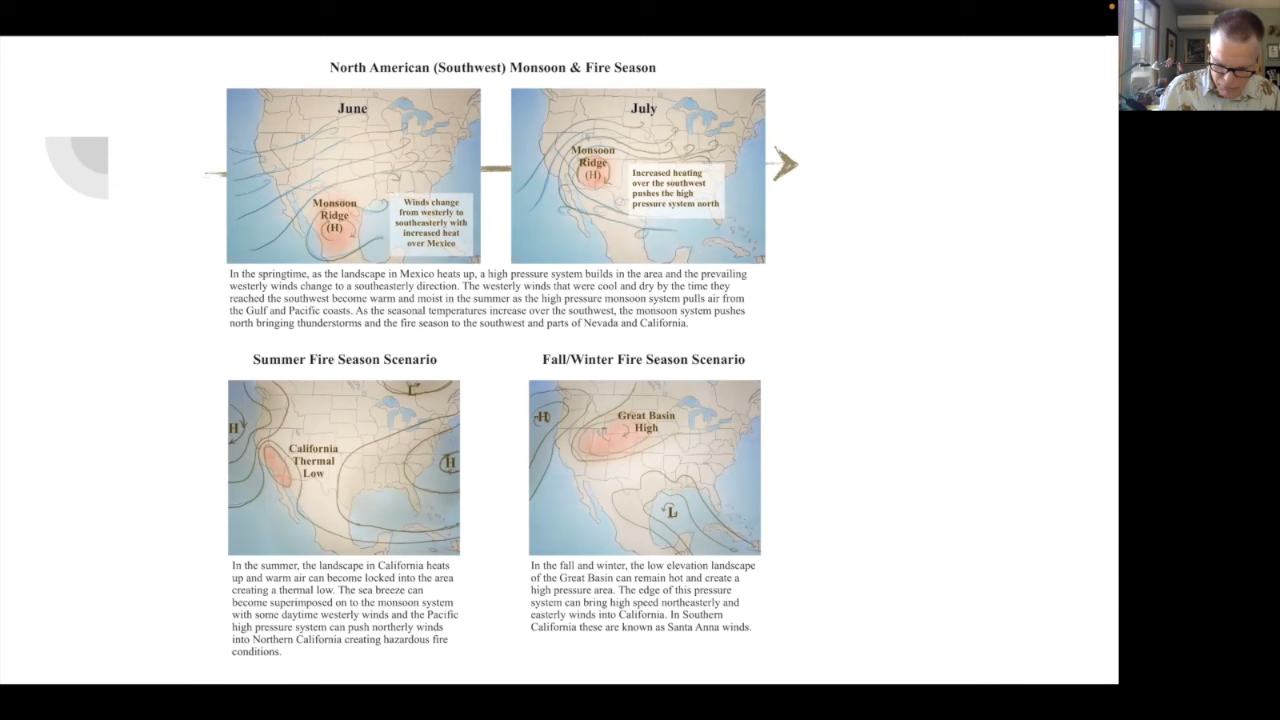 North American (Southwest) Monsoon & Fire Season
June
Monsoon
Ridge
(H)
Winds change
from westerly to
southeasterly with
increased heat
over Mexico
July
Monsoon
Ridge
(H)
Increased heating
over the southwest
pushes the high
pressure system north
In the springtime, as the landscape in Mexico heats up, a high pressure system builds in the area and the prevailing
westerly winds change to a southeasterly direction. The westerly winds that were cool and dry by the time they
reached the southwest become warm and moist in the summer as the high pressure monsoon system pulls air from
the Gulf and Pacific coasts. As the seasonal temperatures increase over the southwest, the monsoon system pushes
north bringing thunderstorms and the fire season to the southwest and parts of Nevada and California.
Summer Fire Season Scenario
L
H
California
Thermal
Low
H
In the summer, the landscape in California heats
up and warm air can become locked into the area
creating a thermal low. The sea breeze can
become superimposed on to the monsoon system
with some daytime westerly winds and the Pacific
high pressure system can push northerly winds
into Northern California creating hazardous fire
conditions.
Fall/Winter Fire Season Scenario
H
Great Basin
High
L
In the fall and winter, the low elevation landscape
of the Great Basin can remain hot and create a
high pressure area. The edge of this pressure
system can bring high speed northeasterly and
easterly winds into California. In Southern
California these are known as Santa Anna winds.